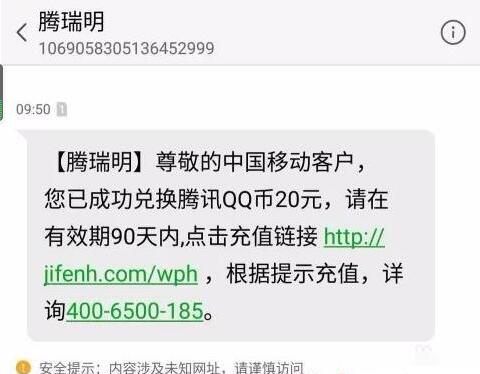 腾瑞明
1069058305136452999
09:50 1
【腾瑞明】尊敬的中国移动客户，
您已成功兑换腾讯QQ币20元，请在
有效期90天内,点击充值链接 http://
jifenh.com/wph ，根据提示充值，详
询400-6500-185。
安全提示：内容涉及未知网址，请谨慎访问